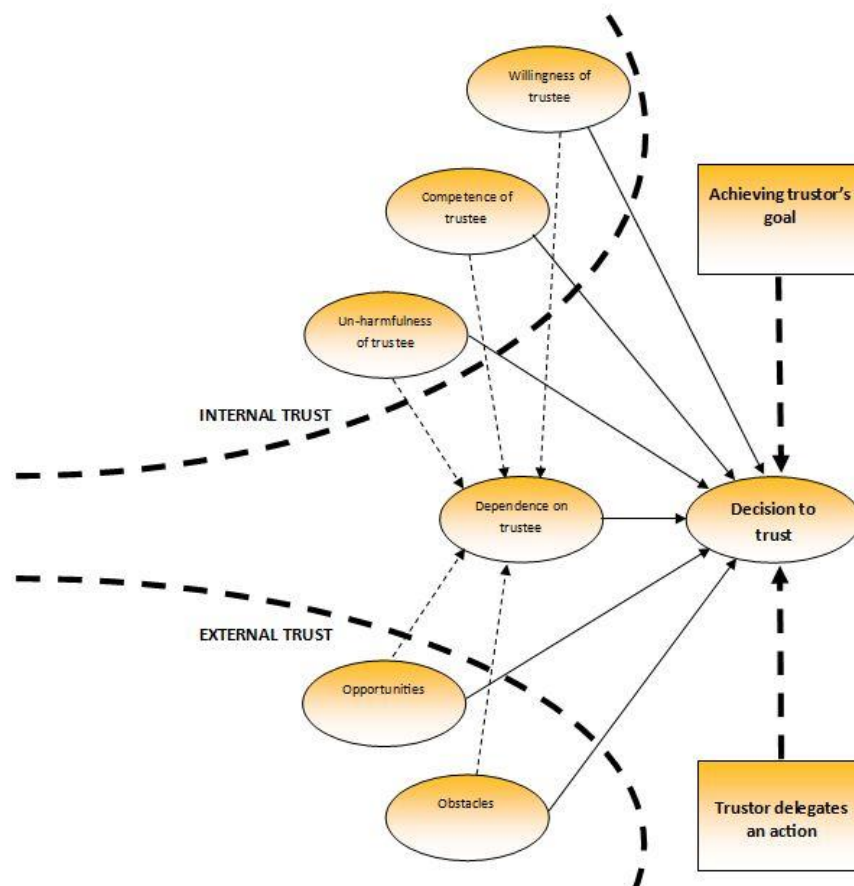 Willingness of
trustee
Competence of
trustee
Achieving trustor's
goal
Un-harmfulness
of trustee
INTERNAL TRUST
Dependence on
trustee
Decision to
trust
EXTERNAL TRUST
Opportunities
Obstacles
Trustor delegates
an action